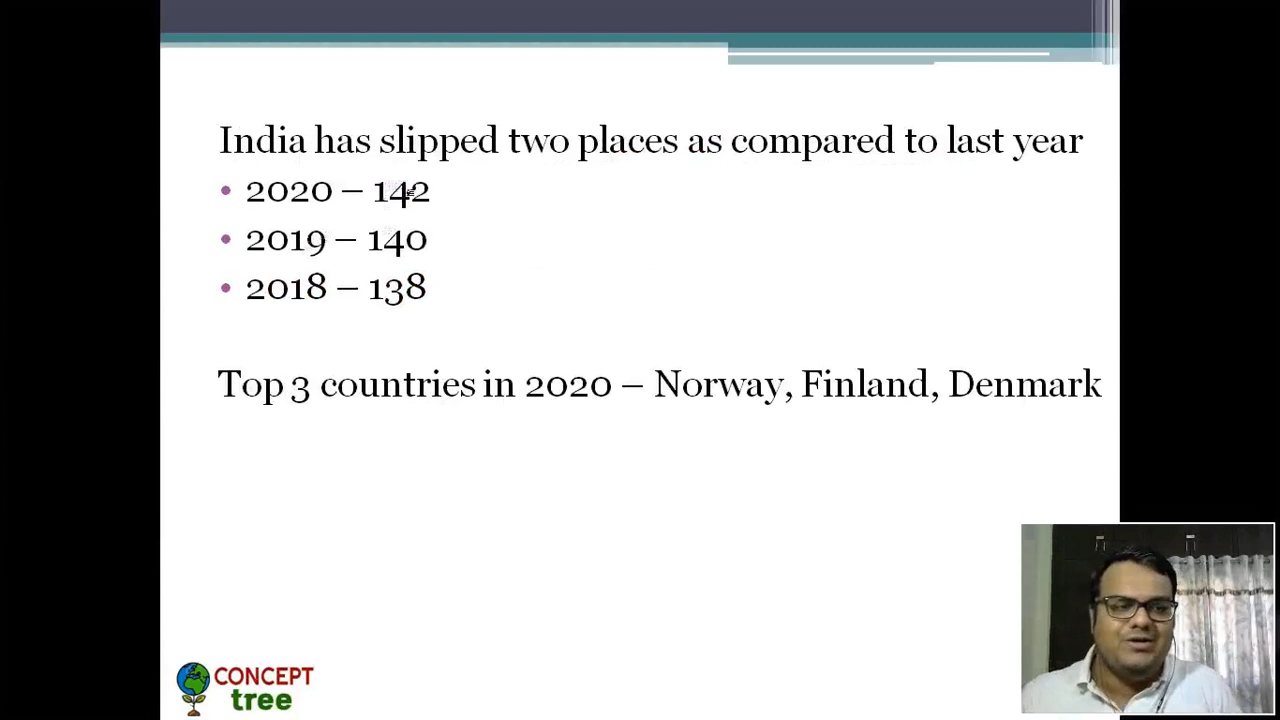 India has slipped two places as compared to last year
• 2020 – 142
• 2019 – 140
• 2018 – 138
Top 3 countries in 2020 – Norway, Finland, Denmark
CONCEPT
tree